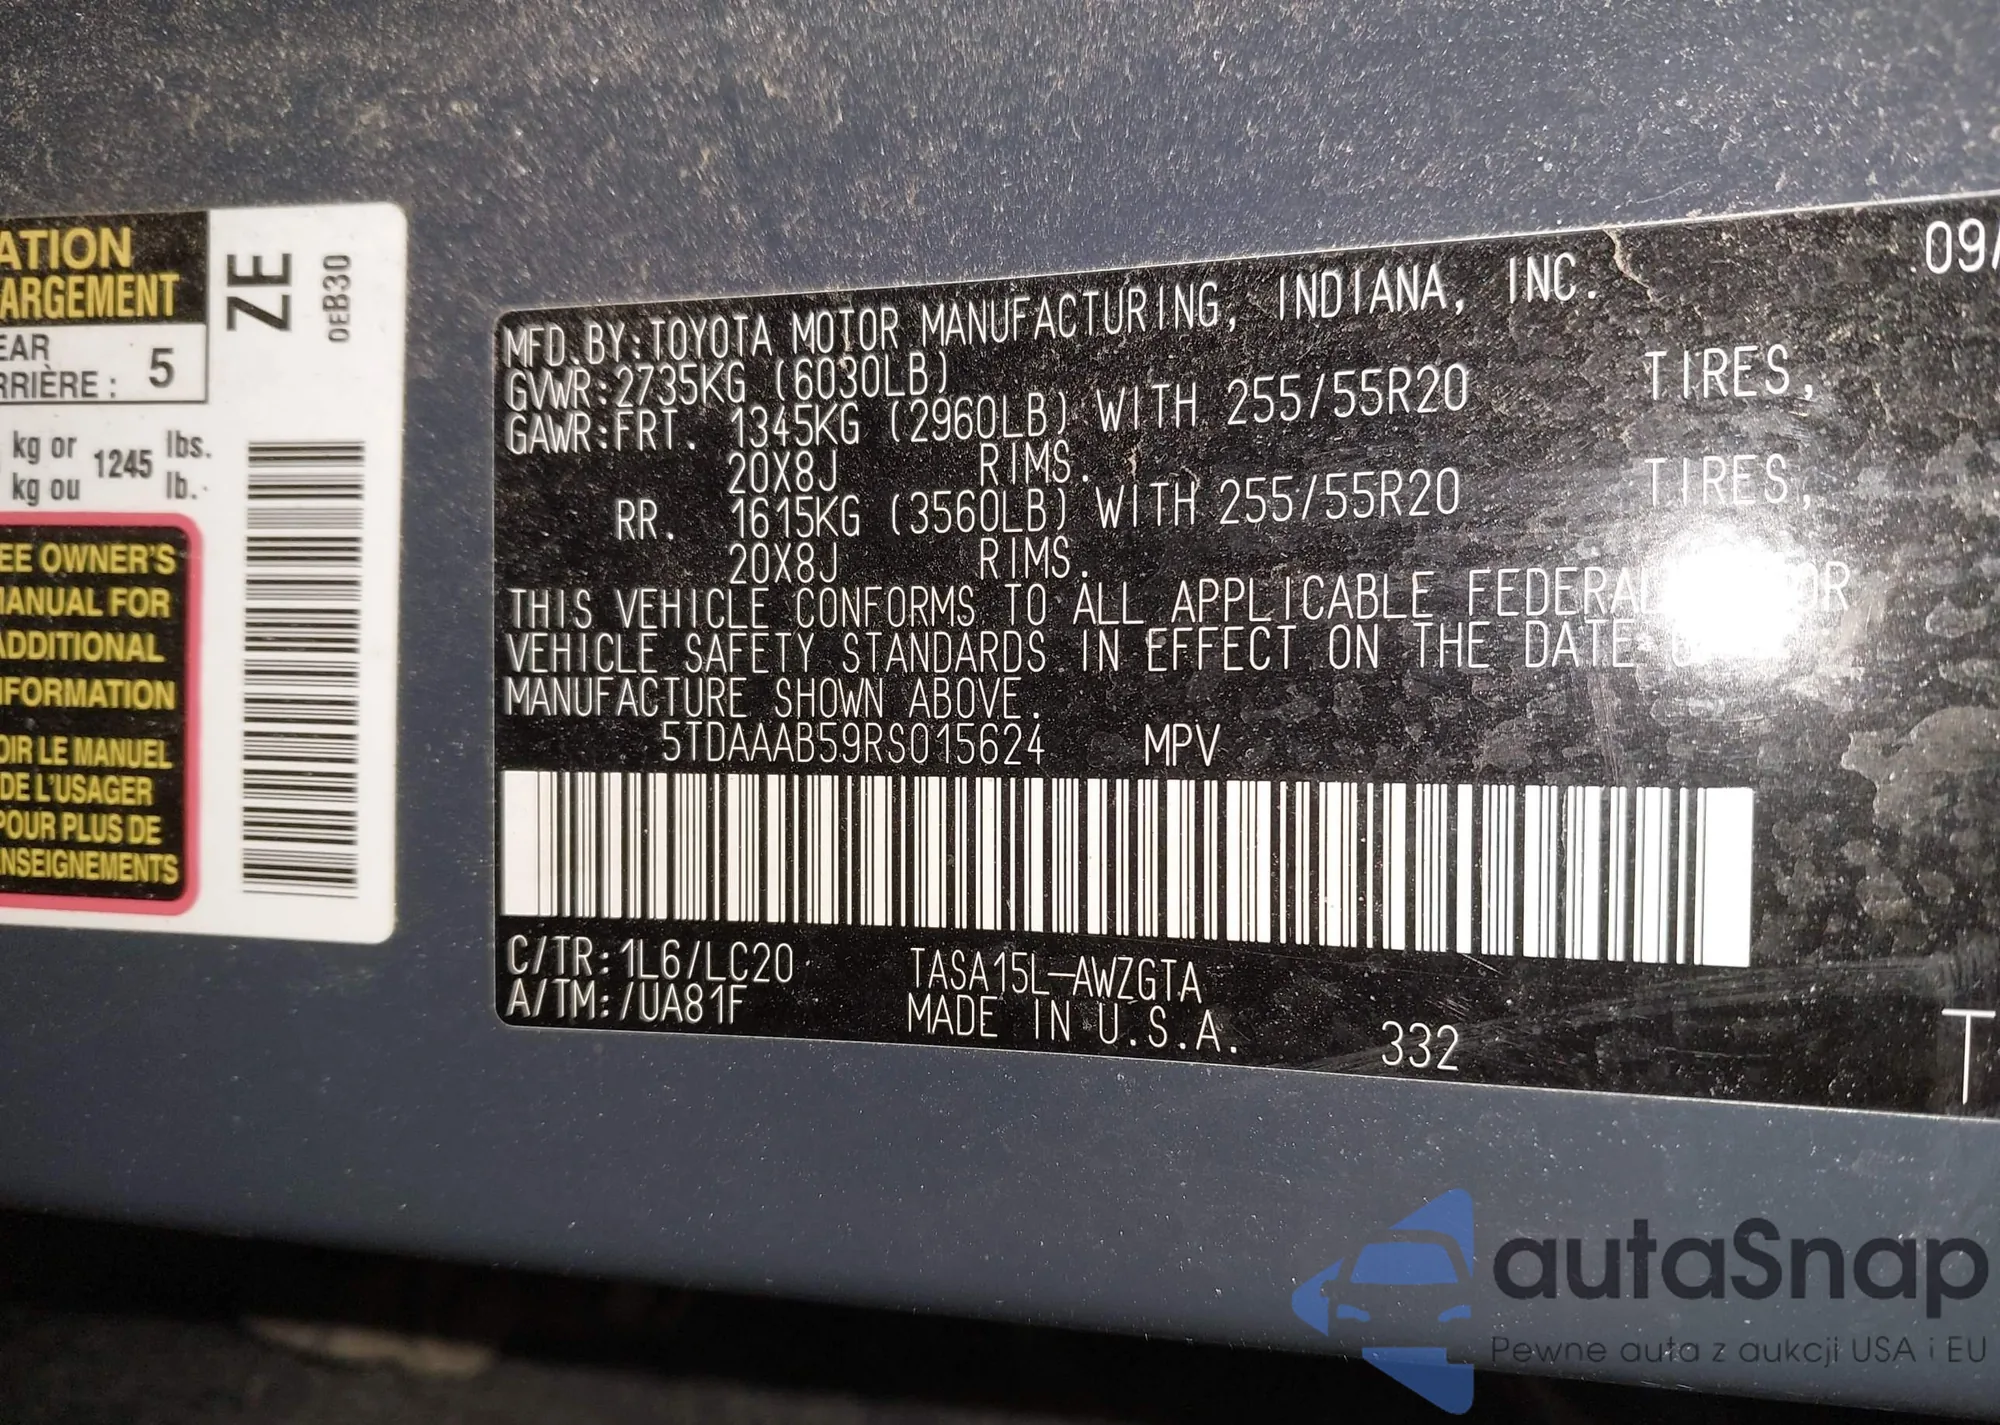 ATION
ARGEMENT
EAR
RRIÈRE : 5
kg or 1245 lbs.
kg ou lb.
EE OWNER'S
MANUAL FOR
ADDITIONAL
NFORMATION
OIR LE MANUEL
DE L'USAGER
POUR PLUS DE
ENSEIGNEMENTS
ZE
0EB30
09/
MFD.BY:TOYOTA MOTOR MANUFACTURING, INDIANA, INC.
GVWR:2735KG (6030LB)
GAWR:FRT. 1345KG (2960LB) WITH 255/55R20 TIRES,
20X8J RIMS.
RR. 1615KG (3560LB) WITH 255/55R20 TIRES,
20X8J RIMS.
THIS VEHICLE CONFORMS TO ALL APPLICABLE FEDERAL OR
VEHICLE SAFETY STANDARDS IN EFFECT ON THE DATE
MANUFACTURE SHOWN ABOVE.
5TDAAAB59RS015624 MPV
C/TR:1L6/LC20 TASA15L-AWZGTA
A/TM:/UA81F MADE IN U.S.A. 332
T
autaSnap
Pewne auta z aukcji USA i EU